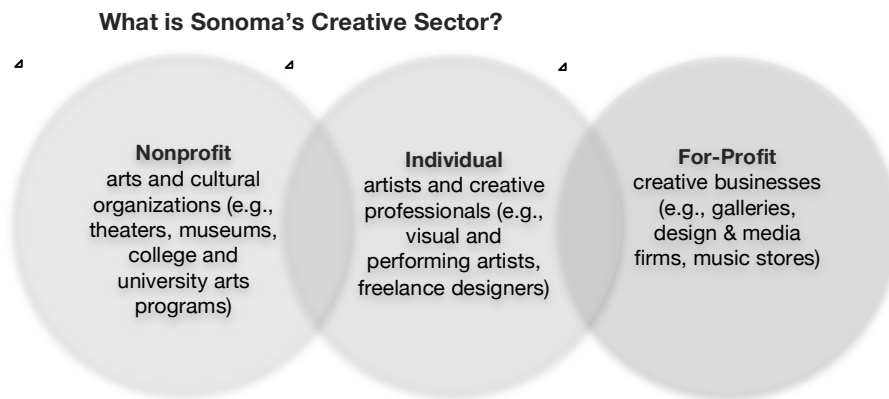 What is Sonoma’s Creative Sector?
Nonprofit
arts and cultural
organizations (e.g.,
theaters, museums,
college and
university arts
programs)
Individual
artists and creative
professionals (e.g.,
visual and
performing artists,
freelance designers)
For-Profit
creative businesses
(e.g., galleries,
design & media
firms, music stores)